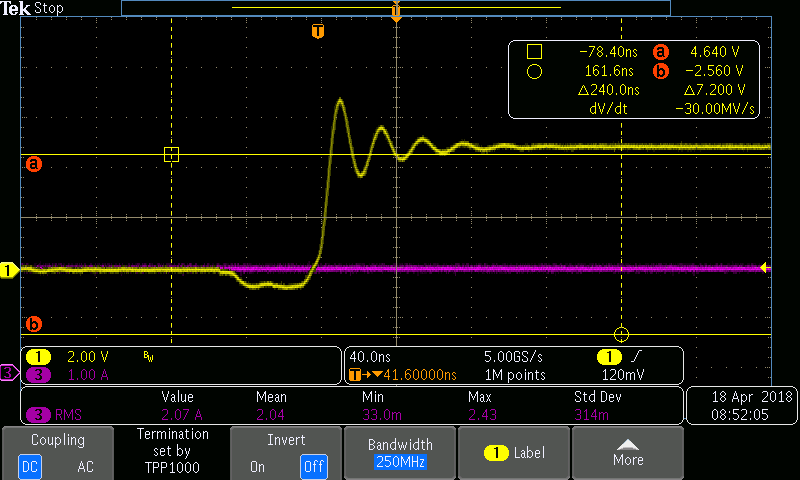 Tek Stop
T
T
−78.40ns a 4.640 V
161.6ns b −2.560 V
Δ240.0ns Δ7.200 V
dV/dt −30.00MV/s
a
1
b
3
1 2.00 V BW
3 1.00 A
40.0ns 5.00GS/s 1 120mV
T→▼41.60000ns 1M points
Value Mean Min Max Std Dev
3 RMS 2.07 A 2.04 33.0m 2.43 314m
18 Apr 2018
08:52:05
Coupling
DC AC
Termination
set by
TPP1000
Invert
On Off
Bandwidth
250MHz
1 Label
More